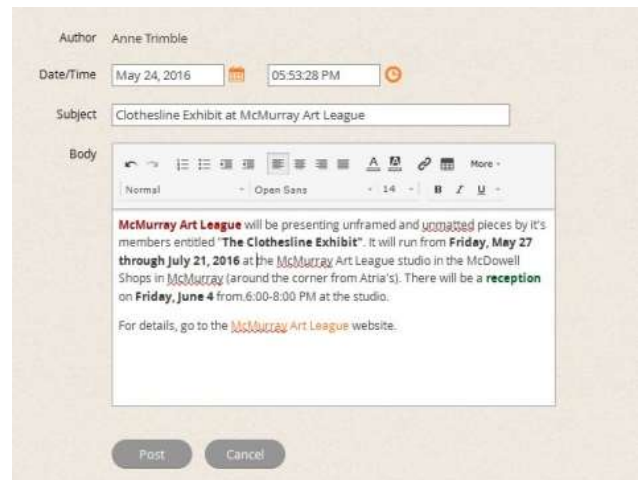 Author Anne Trimble
Date/Time May 24, 2016 05:53:28 PM
Subject Clothesline Exhibit at McMurray Art League
Body
More
Normal Open Sans 14 B I U
McMurray Art League will be presenting unframed and unmatted pieces by it's
members entitled "The Clothesline Exhibit". It will run from Friday, May 27
through July 21, 2016 at the McMurray Art League studio in the McDowell
Shops in McMurray (around the corner from Atria's). There will be a reception
on Friday, June 4 from.6:00-8:00 PM at the studio.
For details, go to the McMurray Art League website.
Post Cancel